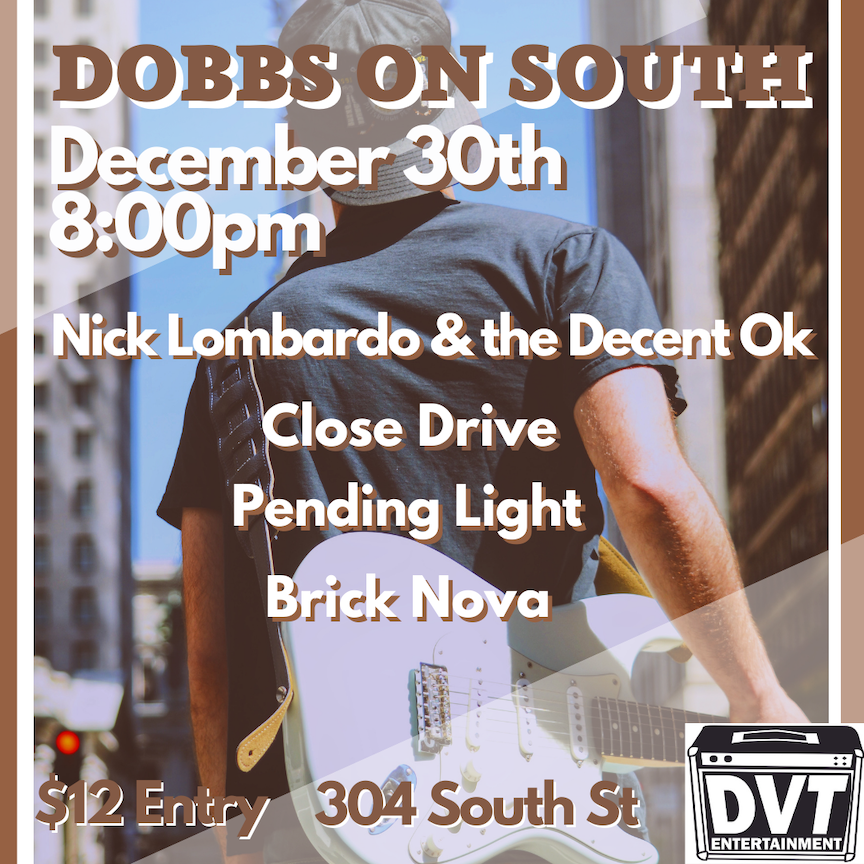 DOBBS ON SOUTH
December 30th
8:00pm
Nick Lombardo & the Decent Ok
Close Drive
Pending Light
Brick Nova
$12 Entry 304 South St
DVT
ENTERTAINMENT